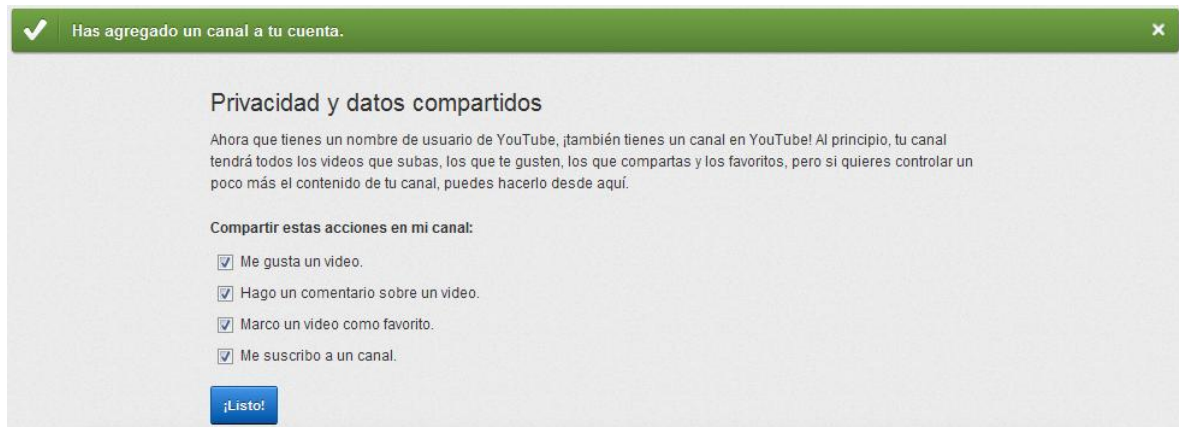 Has agregado un canal a tu cuenta.
Privacidad y datos compartidos
Ahora que tienes un nombre de usuario de YouTube, ¡también tienes un canal en YouTube! Al principio, tu canal
tendrá todos los videos que subas, los que te gusten, los que compartas y los favoritos, pero si quieres controlar un
poco más el contenido de tu canal, puedes hacerlo desde aquí.
Compartir estas acciones en mi canal:
Me gusta un video.
Hago un comentario sobre un video.
Marco un video como favorito.
Me suscribo a un canal.
¡Listo!